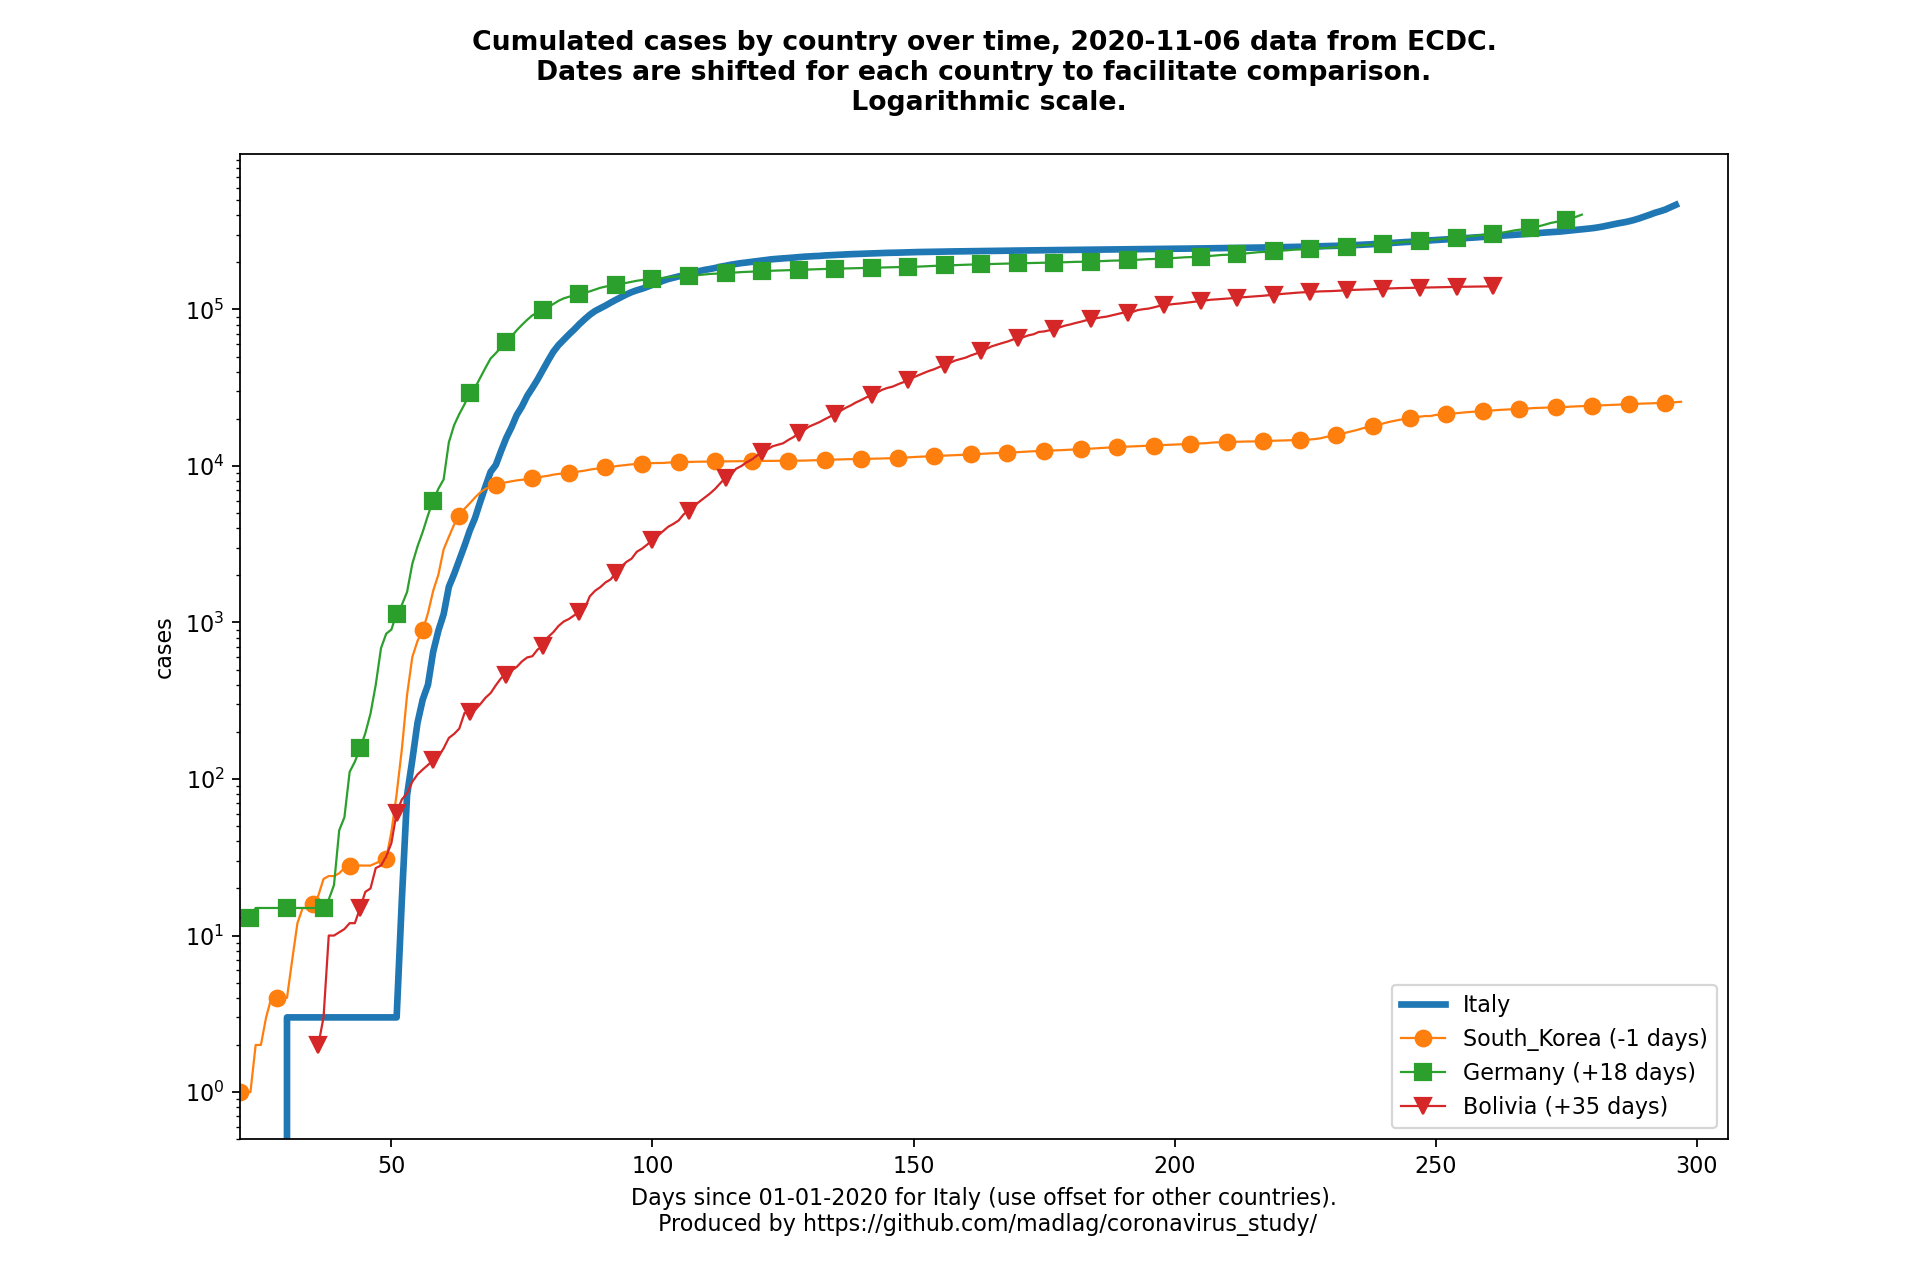 Cumulated cases by country over time, 2020-11-06 data from ECDC.
Dates are shifted for each country to facilitate comparison.
Logarithmic scale.
cases
10^5
10^4
10^3
10^2
10^1
10^0
50
100
150
200
250
300
Italy
South_Korea (-1 days)
Germany (+18 days)
Bolivia (+35 days)
Days since 01-01-2020 for Italy (use offset for other countries).
Produced by https://github.com/madlag/coronavirus_study/